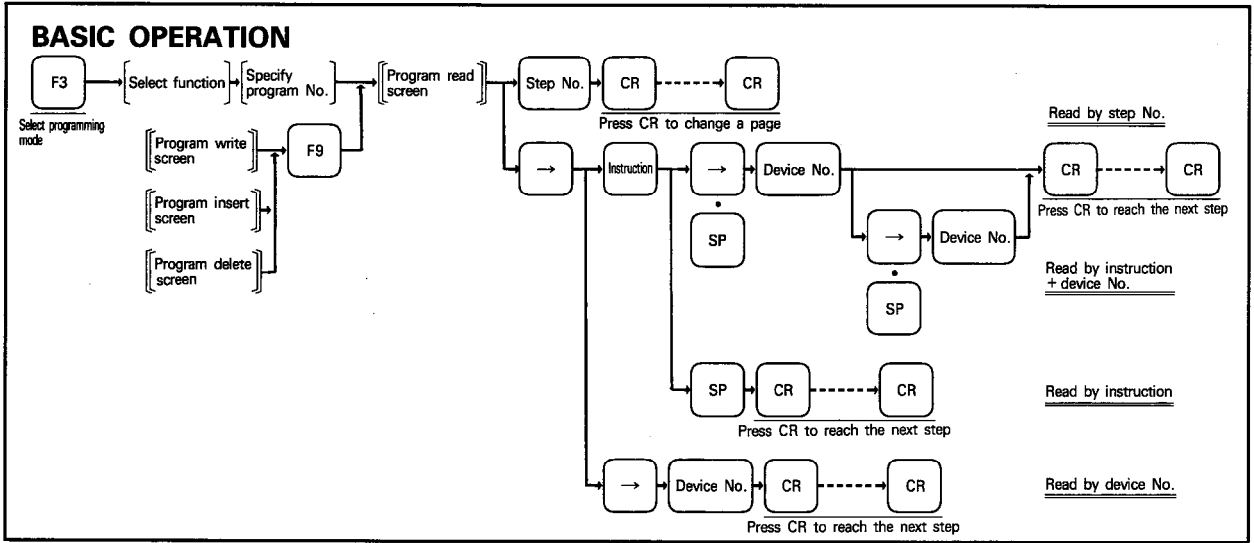 BASIC OPERATION
F3
Select programming
mode
Select function
Specify
program No.
Program read
screen
Step No.
CR
CR
Press CR to change a page
Read by step No.
Program write
screen
F9
Program insert
screen
Program delete
screen
→
Instruction
→
•
SP
Device No.
CR
CR
Press CR to reach the next step
→
•
SP
Device No.
Read by instruction
+ device No.
SP
CR
CR
Press CR to reach the next step
Read by instruction
→
Device No.
CR
CR
Press CR to reach the next step
Read by device No.